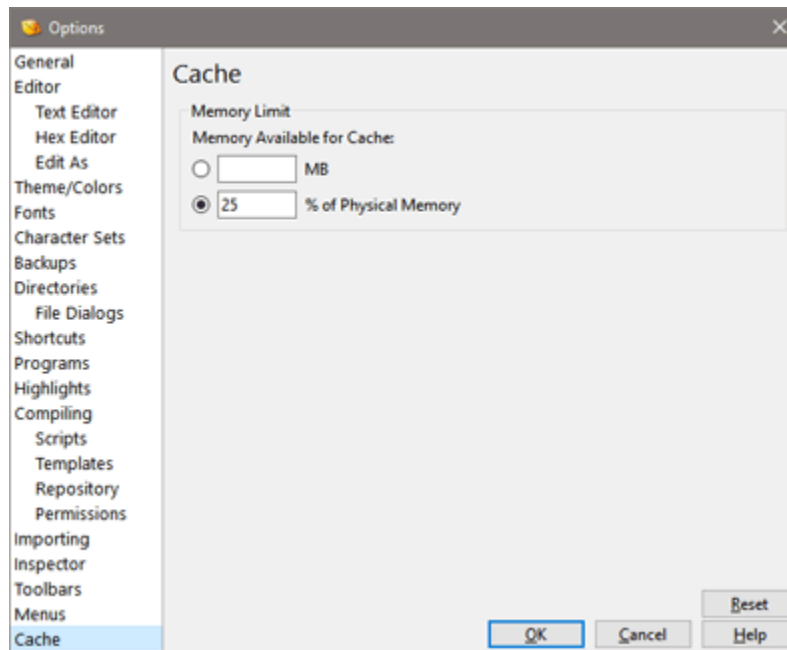 Options
General
Editor
Text Editor
Hex Editor
Edit As
Theme/Colors
Fonts
Character Sets
Backups
Directories
File Dialogs
Shortcuts
Programs
Highlights
Compiling
Scripts
Templates
Repository
Permissions
Importing
Inspector
Toolbars
Menus
Cache
Cache
Memory Limit
Memory Available for Cache:
MB
25 % of Physical Memory
Reset
OK Cancel Help